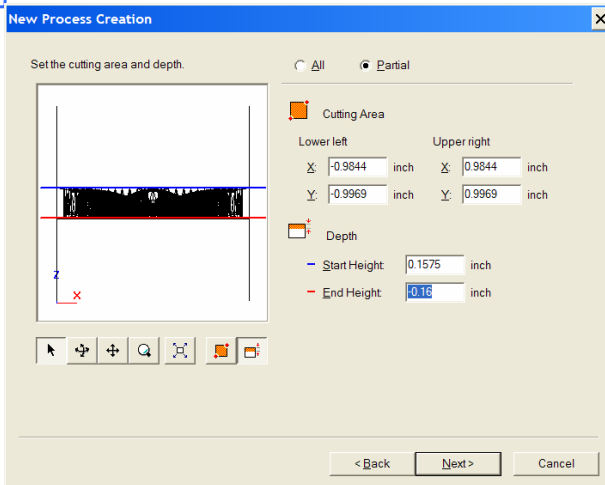 New Process Creation
Set the cutting area and depth.
All Partial
Cutting Area
Lower left Upper right
X: -0.9844 inch X: 0.9844 inch
Y: -0.9969 inch Y: 0.9969 inch
Depth
Start Height: 0.1575 inch
End Height: -0.16 inch
Z
X
< Back Next > Cancel